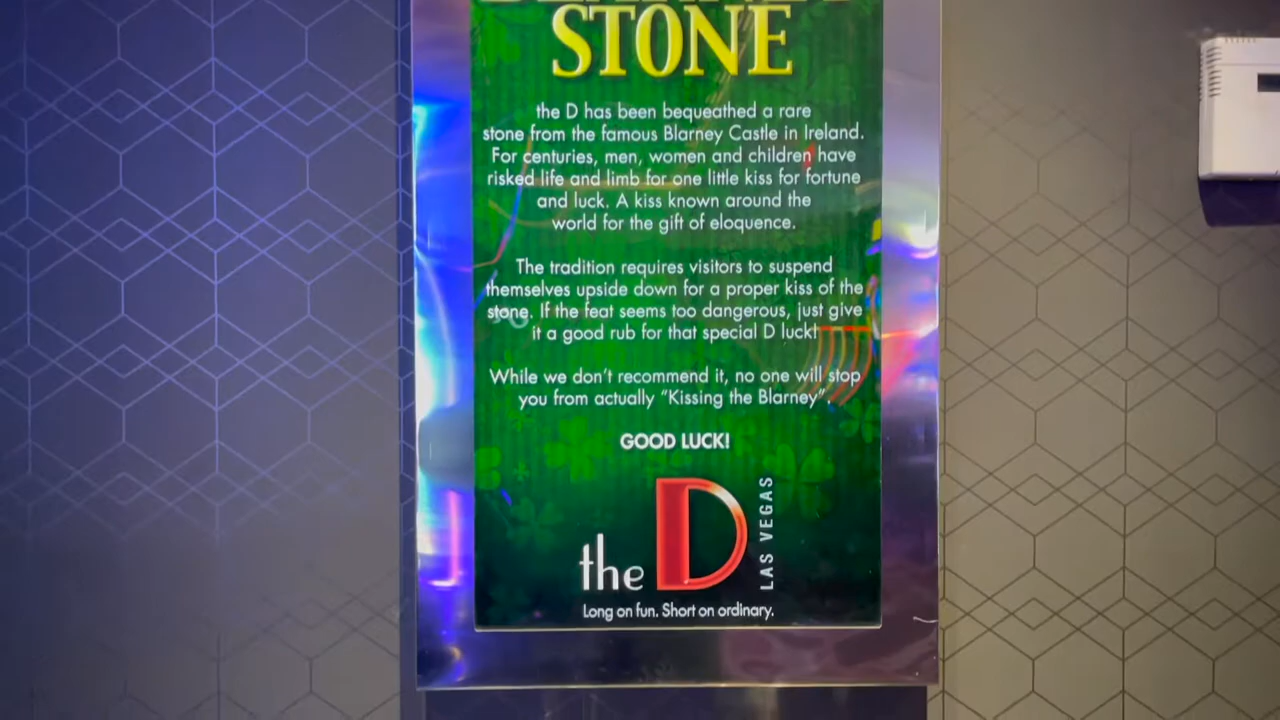 STONE
the D has been bequeathed a rare
stone from the famous Blarney Castle in Ireland.
For centuries, men, women and children have
risked life and limb for one little kiss for fortune
and luck. A kiss known around the
world for the gift of eloquence.
The tradition requires visitors to suspend
themselves upside down for a proper kiss of the
stone. If the feat seems too dangerous, just give
it a good rub for that special D luck!
While we don't recommend it, no one will stop
you from actually "Kissing the Blarney".
GOOD LUCK!
the D LAS VEGAS
Long on fun. Short on ordinary.